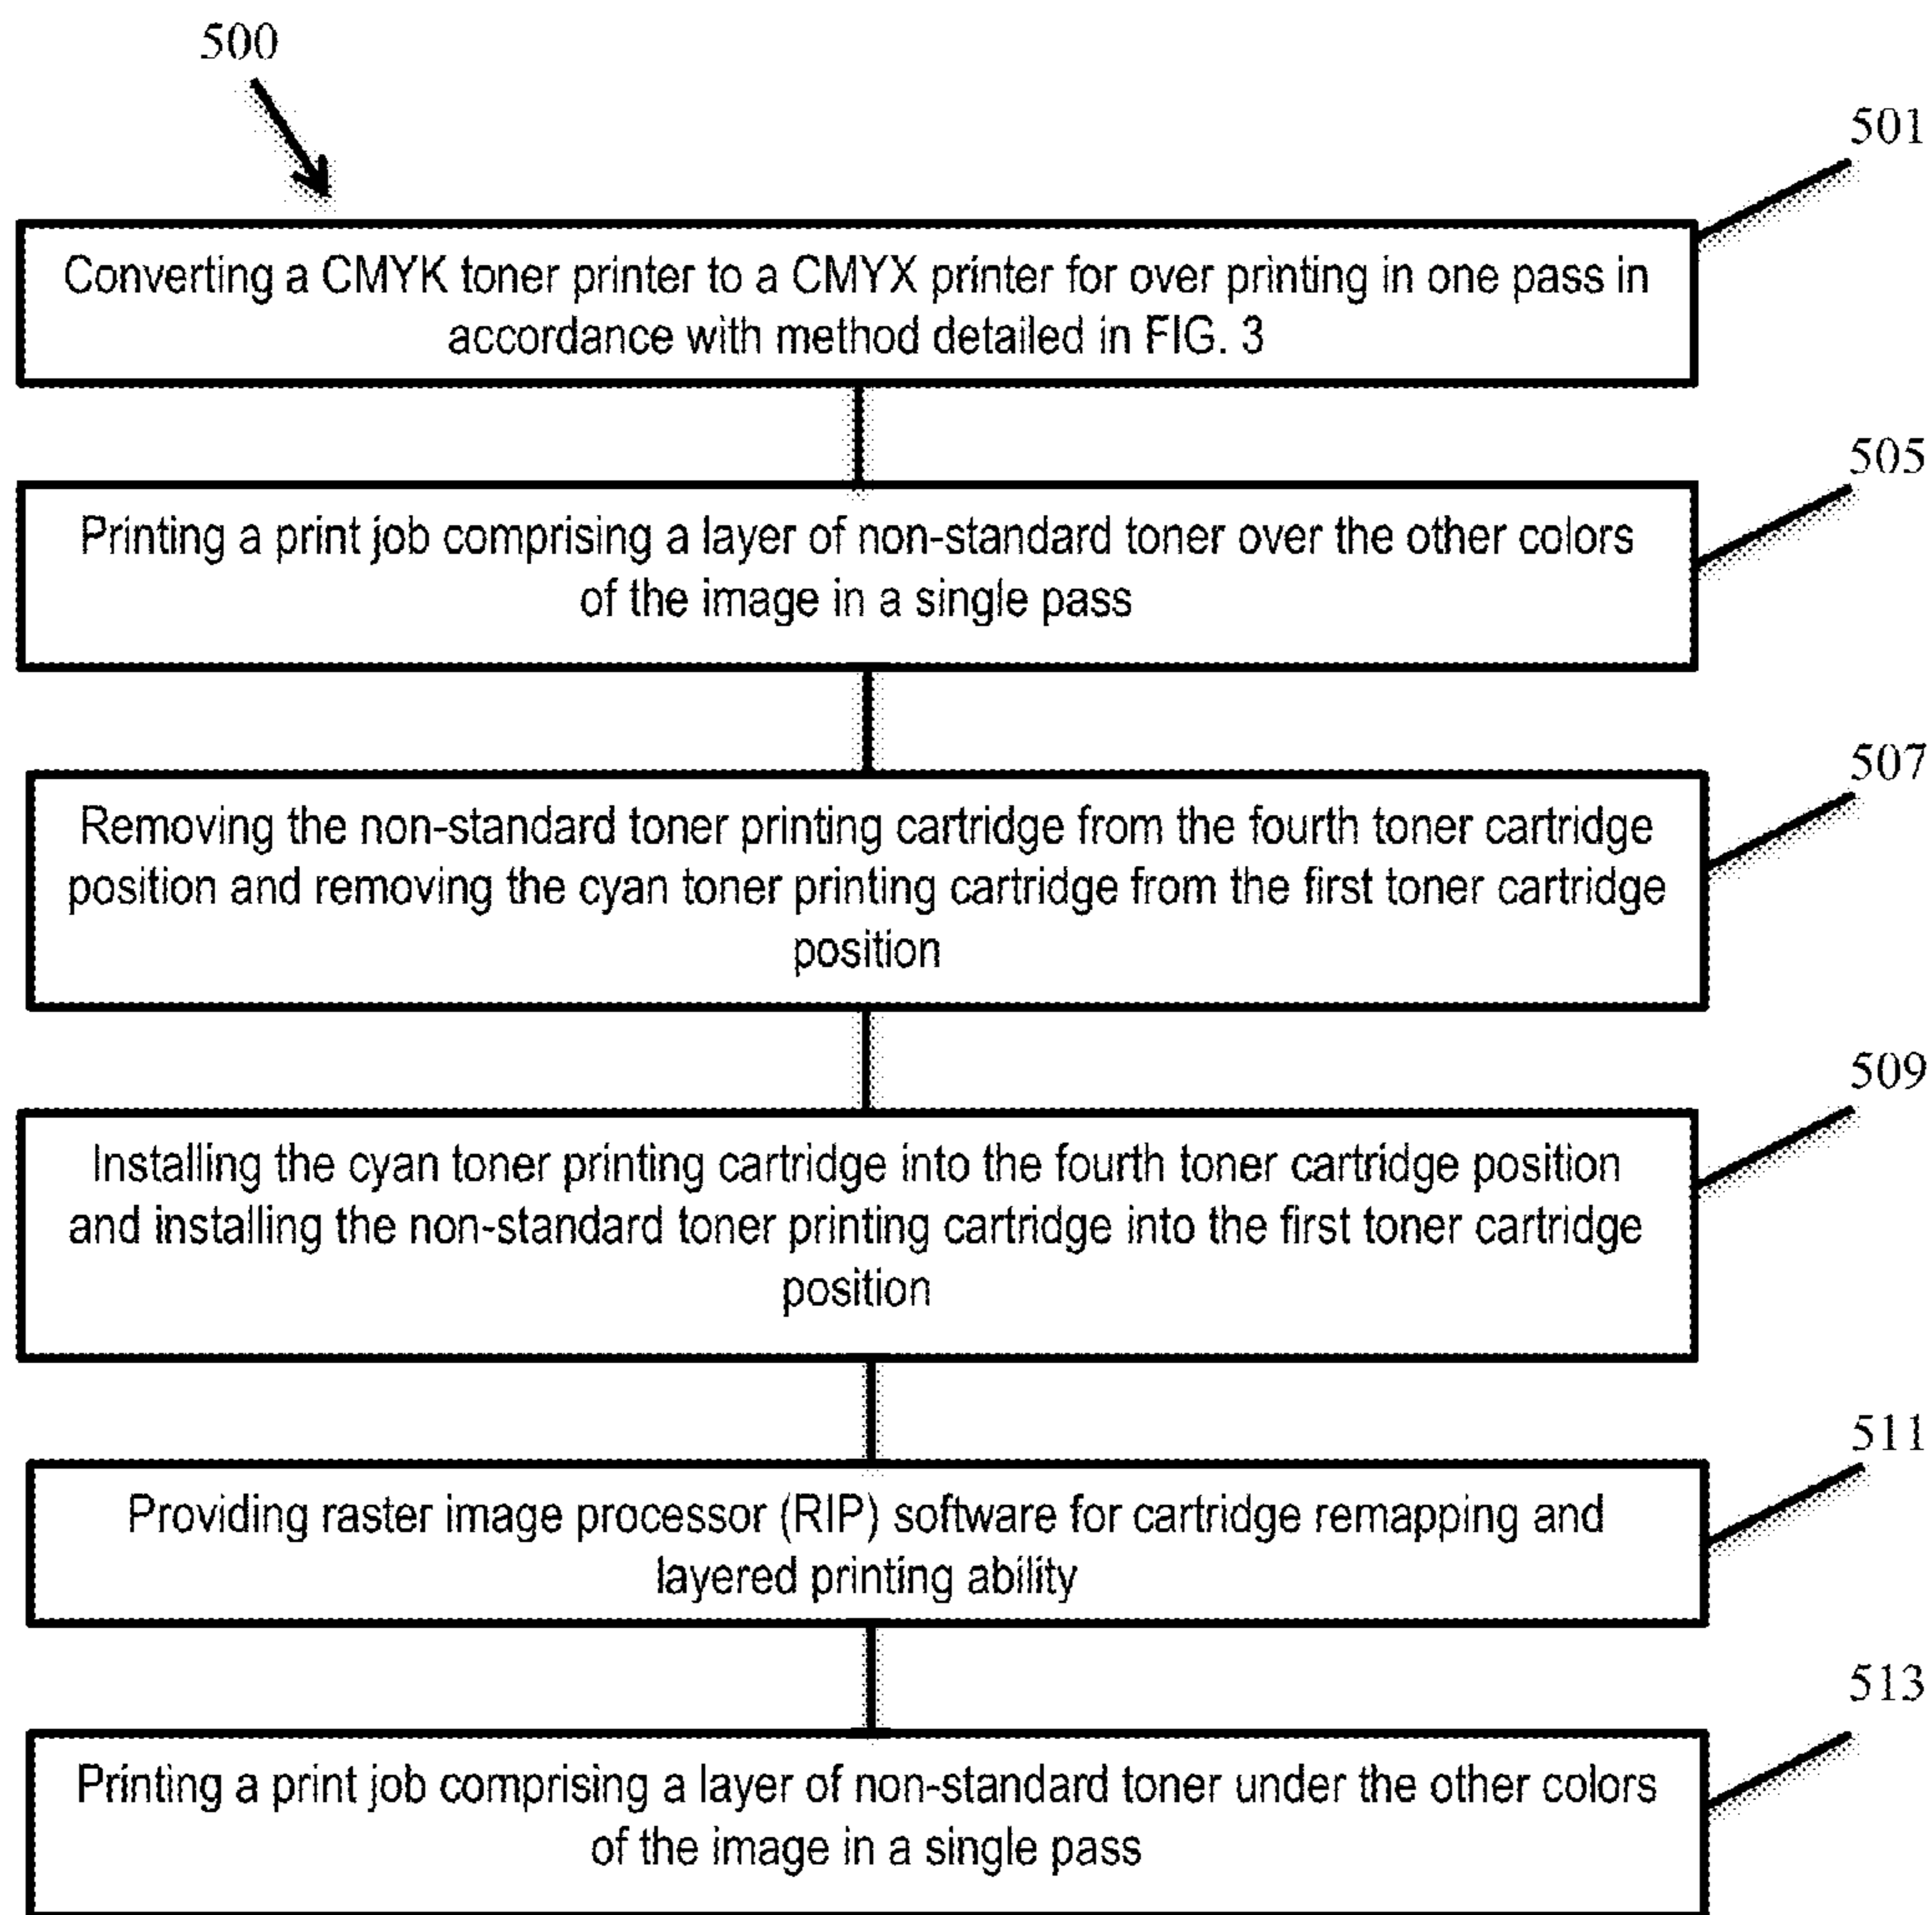 500
501
Converting a CMYK toner printer to a CMYX printer for over printing in one pass in
accordance with method detailed in FIG. 3
505
Printing a print job comprising a layer of non-standard toner over the other colors
of the image in a single pass
507
Removing the non-standard toner printing cartridge from the fourth toner cartridge
position and removing the cyan toner printing cartridge from the first toner cartridge
position
509
Installing the cyan toner printing cartridge into the fourth toner cartridge position
and installing the non-standard toner printing cartridge into the first toner cartridge
position
511
Providing raster image processor (RIP) software for cartridge remapping and
layered printing ability
513
Printing a print job comprising a layer of non-standard toner under the other colors
of the image in a single pass